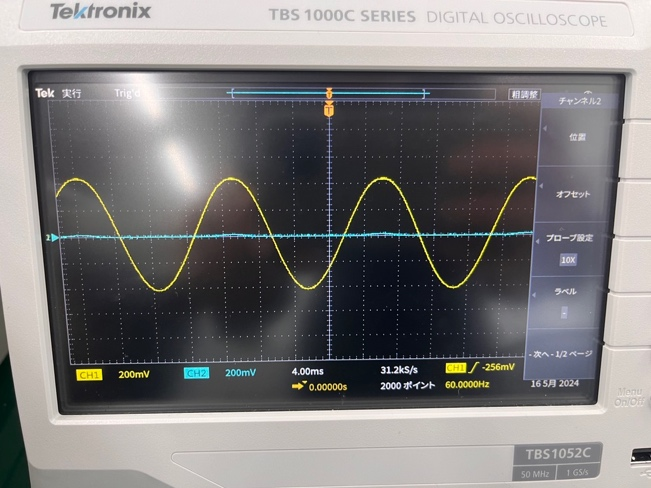 Tektronix
TBS 1000C SERIES DIGITAL OSCILLOSCOPE
Tek 実行 Trig'd 粗調整
T
チャンネル2
位置
オフセット
プローブ設定
10X
ラベル
-
- 次へ - 1/2 ページ
CH1 200mV CH2 200mV 4.00ms 31.2kS/s CH1 -256mV
0.00000s 2000 ポイント 60.0000Hz
16 5月 2024
Menu
On/Off
TBS1052C
50 MHz 1 GS/s